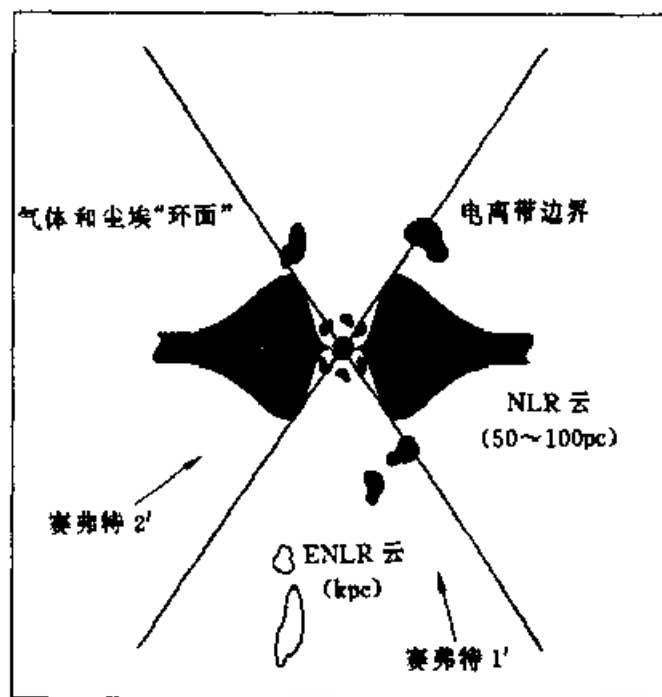 气体和尘埃“环面”
电离带边界
NLR 云
(50～100pc)
赛弗特 2'
ENLR 云
(kpc)
赛弗特 1'